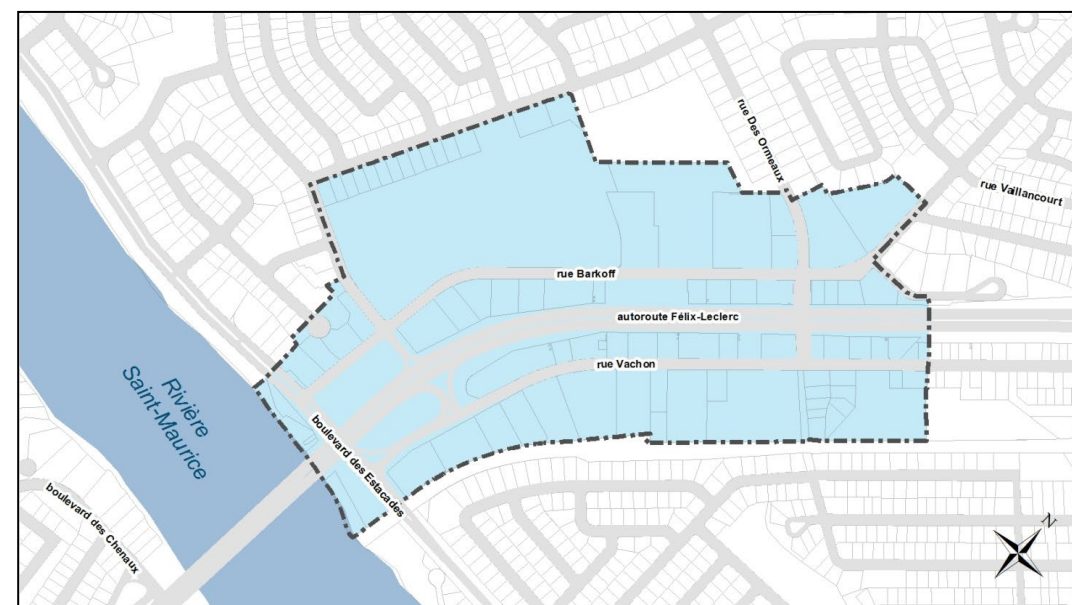 rue Des Ormeaux
rue Vaillancourt
rue Barkoff
autoroute Félix-Leclerc
rue Vachon
Rivière
Saint-Maurice
boulevard des Estacades
boulevard des Chenaux
N